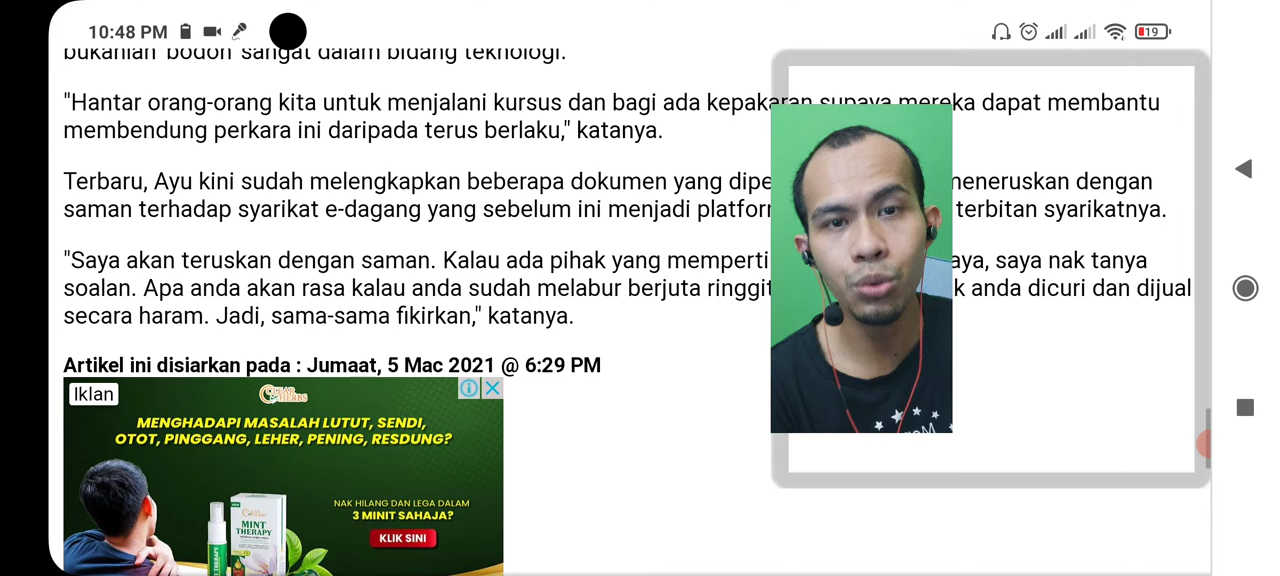 10:48 PM
19
bukanlah 'bodoh' sangat dalam bidang teknologi.
"Hantar orang-orang kita untuk menjalani kursus dan bagi ada kepakaran supaya mereka dapat membantu
membendung perkara ini daripada terus berlaku," katanya.
Terbaru, Ayu kini sudah melengkapkan beberapa dokumen yang meneruskan dengan
saman terhadap syarikat e-dagang yang sebelum ini menjadi terbitan syarikatnya.
"Saya akan teruskan dengan saman. Kalau ada pihak yang saya nak tanya
soalan. Apa anda akan rasa kalau anda sudah melabur berjuta anda dicuri dan dijual
secara haram. Jadi, sama-sama fikirkan," katanya.
Artikel ini disiarkan pada : Jumaat, 5 Mac 2021 @ 6:29 PM
Iklan
MENGHADAPI MASALAH LUTUT, SENDI,
OTOT, PINGGANG, LEHER, PENING, RESDUNG?
NAK HILANG DAN LEGA DALAM
3 MINIT SAHAJA?
KLIK SINI
MINT
THERAPY